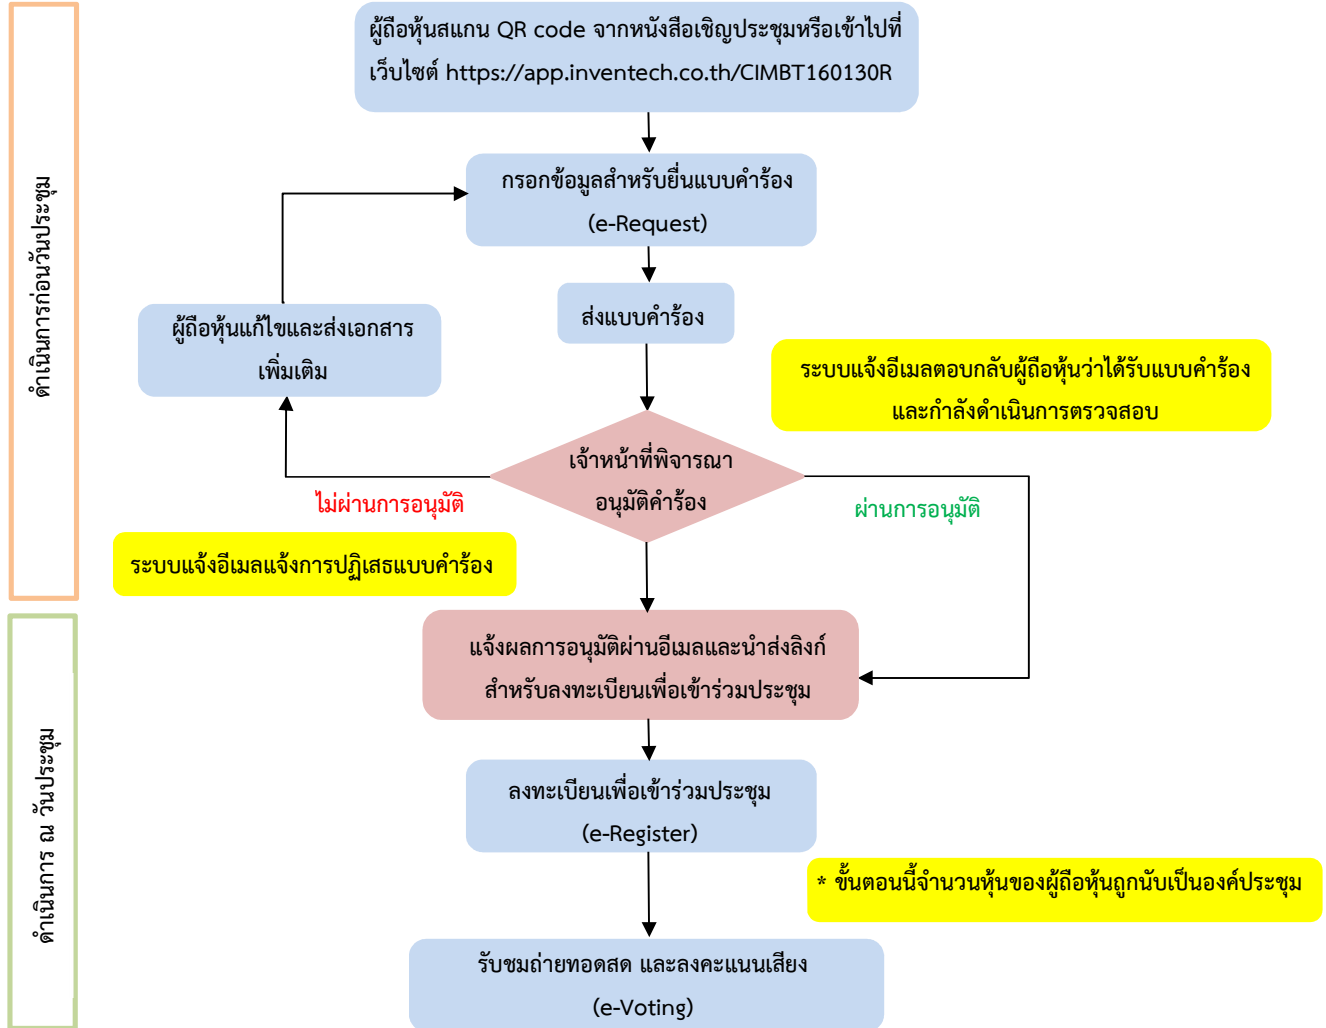 ผู้ถือหุ้นสแกน QR code จากหนังสือเชิญประชุมหรือเข้าไปที่
เว็บไซต์ https://app.inventech.co.th/CIMBT160130R
ดำเนินการก่อนวันประชุม
กรอกข้อมูลสำหรับยื่นแบบคำร้อง
(e-Request)
ส่งแบบคำร้อง
ผู้ถือหุ้นแก้ไขและส่งเอกสาร
เพิ่มเติม
ระบบแจ้งอีเมลตอบกลับผู้ถือหุ้นว่าได้รับแบบคำร้อง
และกำลังดำเนินการตรวจสอบ
เจ้าหน้าที่พิจารณา
อนุมัติคำร้อง
ไม่ผ่านการอนุมัติ
ผ่านการอนุมัติ
ระบบแจ้งอีเมลแจ้งการปฏิเสธแบบคำร้อง
แจ้งผลการอนุมัติผ่านอีเมลและนำส่งลิงก์
สำหรับลงทะเบียนเพื่อเข้าร่วมประชุม
ดำเนินการ ณ วันประชุม
ลงทะเบียนเพื่อเข้าร่วมประชุม
(e-Register)
* ขั้นตอนนี้จำนวนหุ้นของผู้ถือหุ้นถูกนับเป็นองค์ประชุม
รับชมถ่ายทอดสด และลงคะแนนเสียง
(e-Voting)